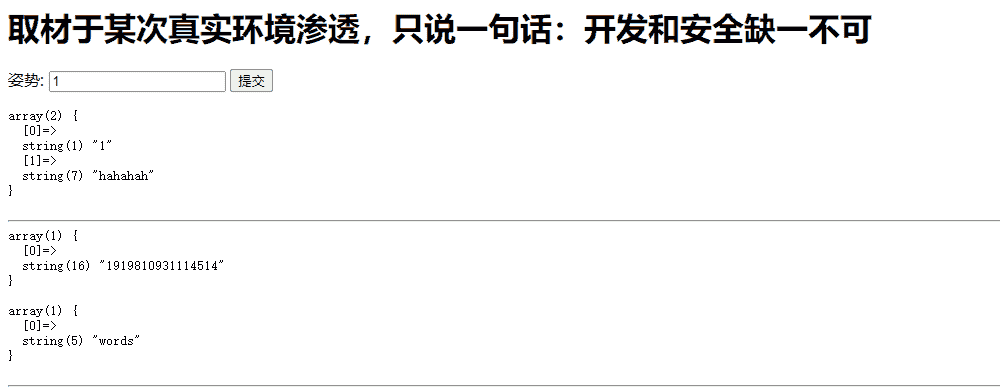 取材于某次真实环境渗透，只说一句话：开发和安全缺一不可
姿势: 1 提交
array(2) {
  [0]=>
  string(1) "1"
  [1]=>
  string(7) "hahahah"
}
array(1) {
  [0]=>
  string(16) "1919810931114514"
}
array(1) {
  [0]=>
  string(5) "words"
}